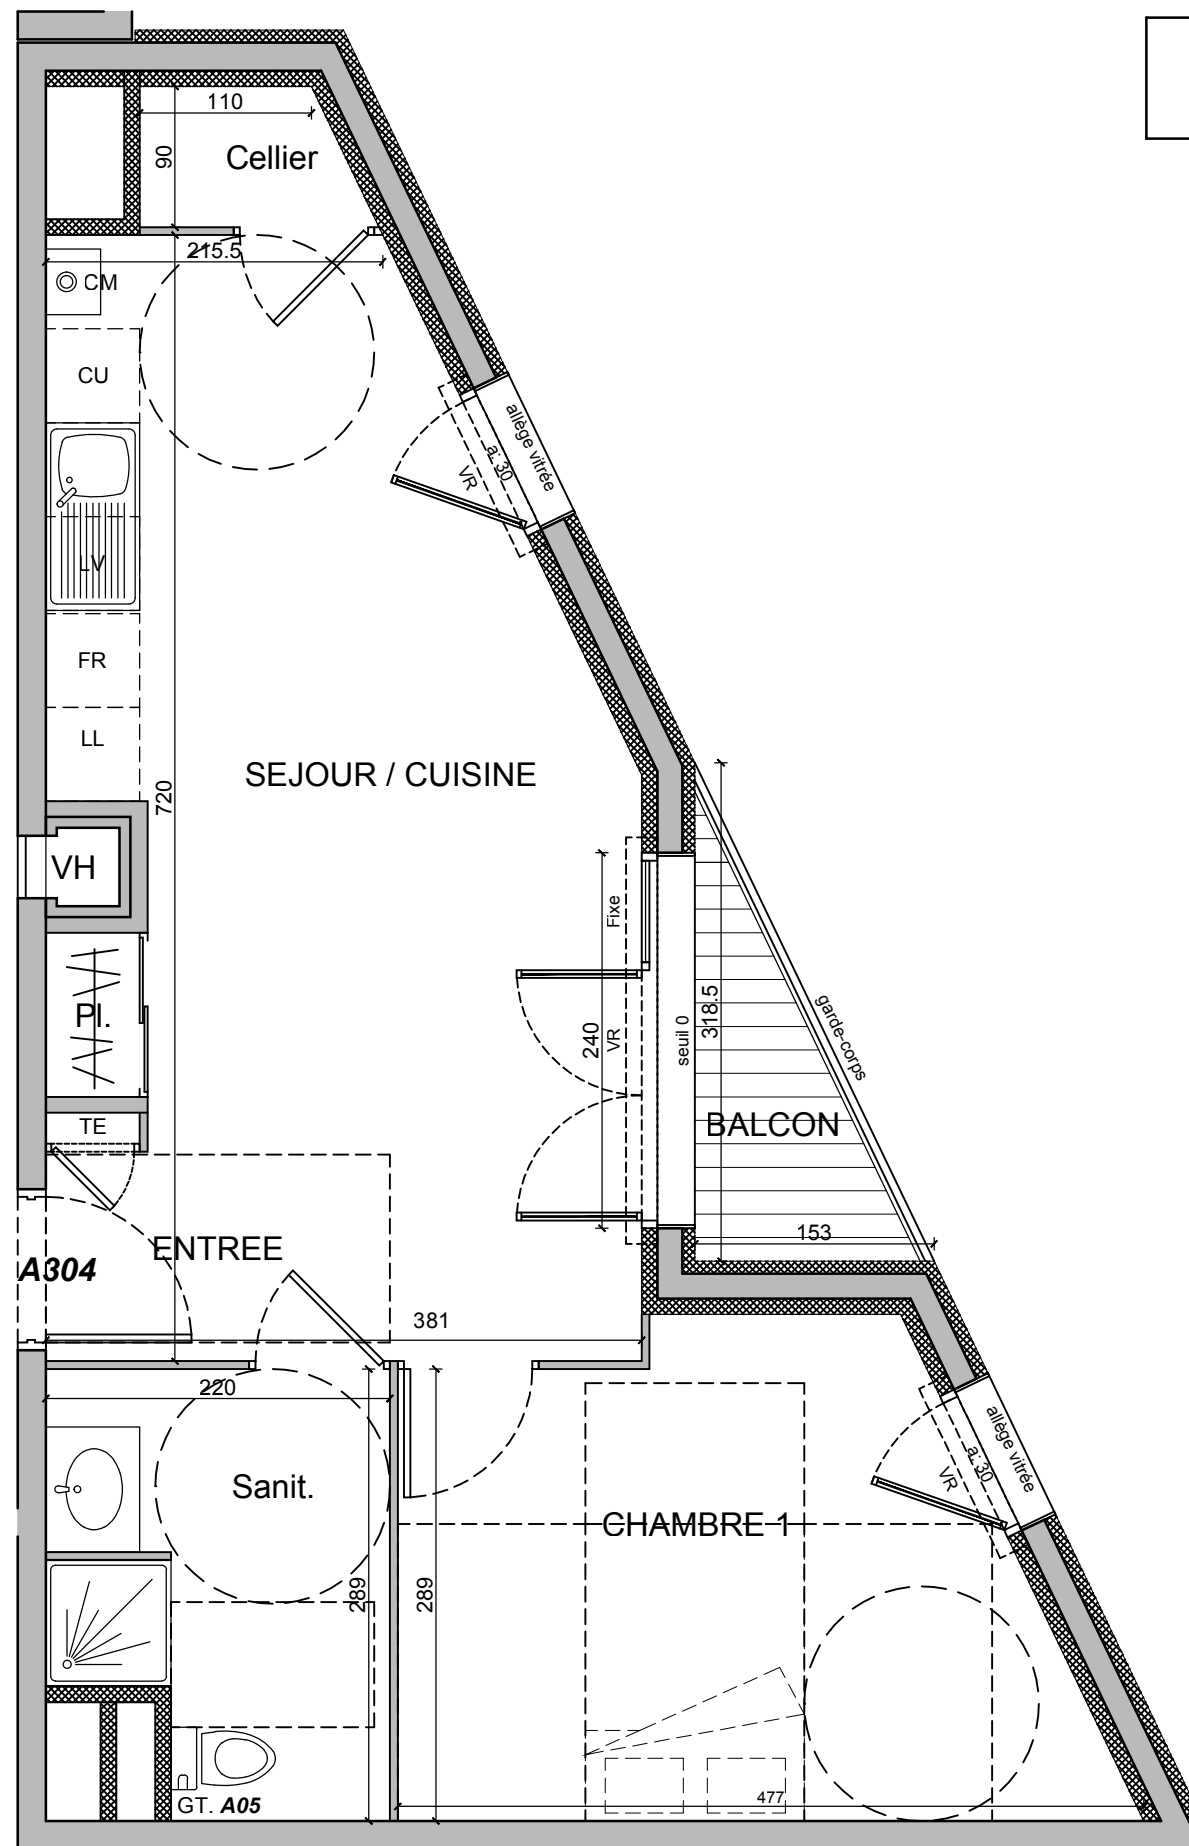 110
90
Cellier
215.5
CM
CU
allège vitrée
a: 30
VR
LV
FR
LL
SEJOUR / CUISINE
720
VH
Fixe
Pl.
240
VR
seuil 0
318.5
garde-corps
TE
BALCON
ENTREE
153
A304
381
220
allège vitrée
a: 30
VR
Sanit.
CHAMBRE 1
289
289
477
GT. A05